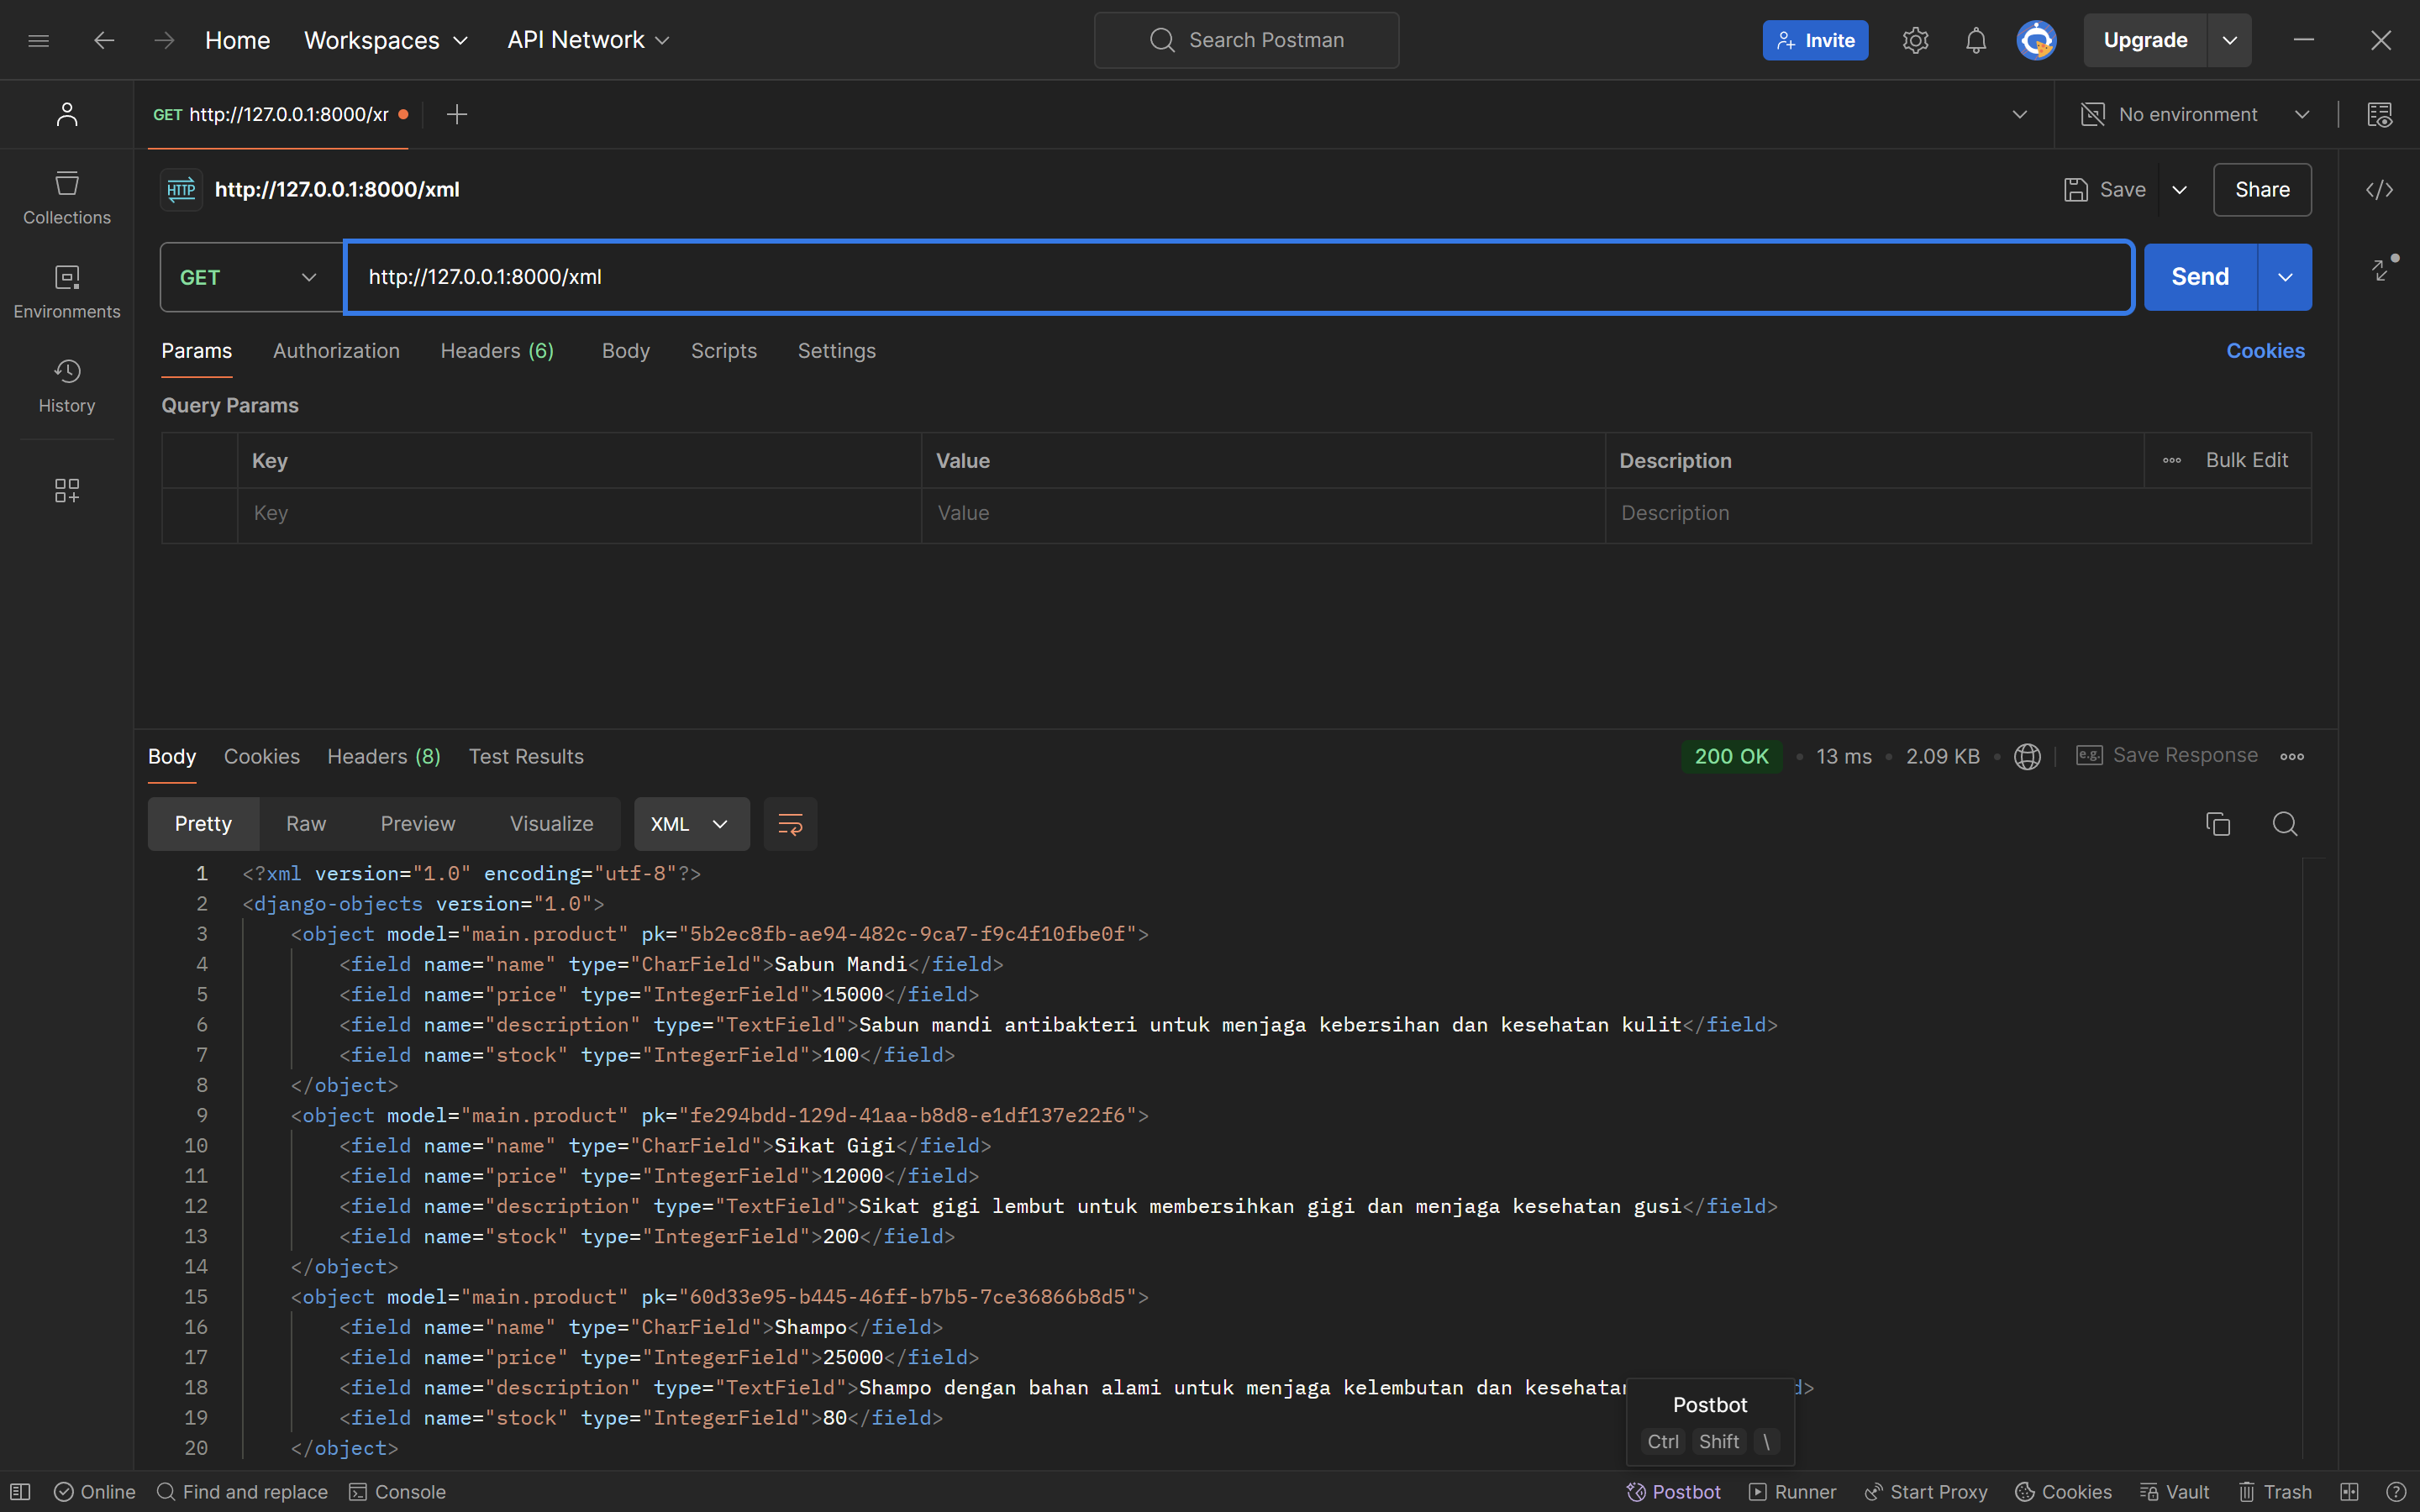 Home Workspaces API Network Search Postman Invite Upgrade
GET http://127.0.0.1:8000/xr No environment
HTTP http://127.0.0.1:8000/xml Save Share
GET http://127.0.0.1:8000/xml Send
Collections
Environments
History
Params Authorization Headers (6) Body Scripts Settings Cookies
Query Params
Key Value Description Bulk Edit
Key Value Description
Body Cookies Headers (8) Test Results 200 OK 13 ms 2.09 KB e.g. Save Response
Pretty Raw Preview Visualize XML
1 <?xml version="1.0" encoding="utf-8"?>
2 <django-objects version="1.0">
3 <object model="main.product" pk="5b2ec8fb-ae94-482c-9ca7-f9c4f10fbe0f">
4 <field name="name" type="CharField">Sabun Mandi</field>
5 <field name="price" type="IntegerField">15000</field>
6 <field name="description" type="TextField">Sabun mandi antibakteri untuk menjaga kebersihan dan kesehatan kulit</field>
7 <field name="stock" type="IntegerField">100</field>
8 </object>
9 <object model="main.product" pk="fe294bdd-129d-41aa-b8d8-e1df137e22f6">
10 <field name="name" type="CharField">Sikat Gigi</field>
11 <field name="price" type="IntegerField">12000</field>
12 <field name="description" type="TextField">Sikat gigi lembut untuk membersihkan gigi dan menjaga kesehatan gusi</field>
13 <field name="stock" type="IntegerField">200</field>
14 </object>
15 <object model="main.product" pk="60d33e95-b445-46ff-b7b5-7ce36866b8d5">
16 <field name="name" type="CharField">Shampo</field>
17 <field name="price" type="IntegerField">25000</field>
18 <field name="description" type="TextField">Shampo dengan bahan alami untuk menjaga kelembutan dan kesehatan
19 <field name="stock" type="IntegerField">80</field>
20 </object>
Postbot
Ctrl Shift \
Online Find and replace Console Postbot Runner Start Proxy Cookies Vault Trash